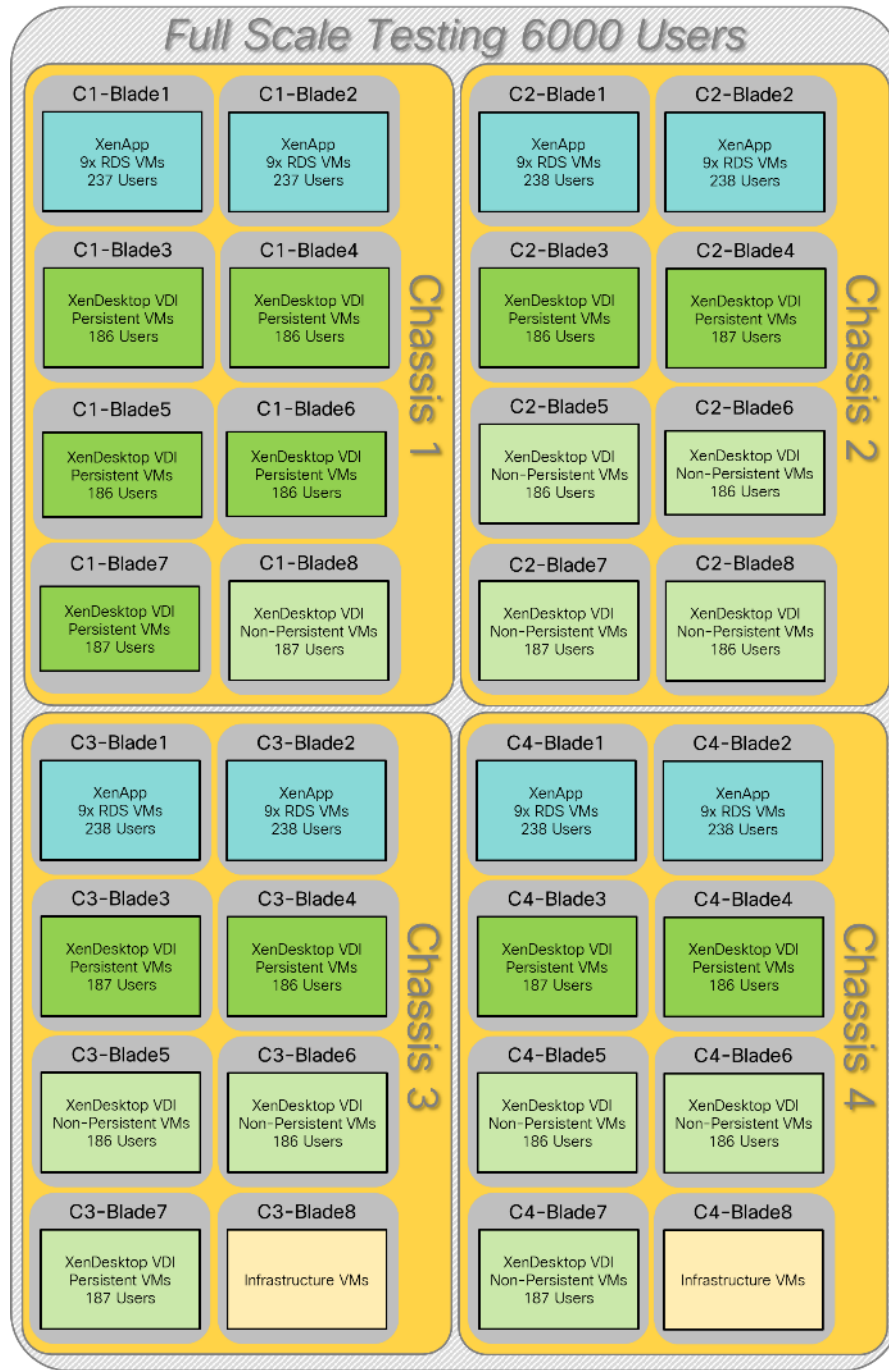 Full Scale Testing 6000 Users
C1-Blade1
XenApp
9x RDS VMs
237 Users
C1-Blade2
XenApp
9x RDS VMs
237 Users
C1-Blade3
XenDesktop VDI
Persistent VMs
186 Users
C1-Blade4
XenDesktop VDI
Persistent VMs
186 Users
C1-Blade5
XenDesktop VDI
Persistent VMs
186 Users
C1-Blade6
XenDesktop VDI
Persistent VMs
186 Users
C1-Blade7
XenDesktop VDI
Persistent VMs
187 Users
C1-Blade8
XenDesktop VDI
Non-Persistent VMs
187 Users
Chassis 1
C2-Blade1
XenApp
9x RDS VMs
238 Users
C2-Blade2
XenApp
9x RDS VMs
238 Users
C2-Blade3
XenDesktop VDI
Persistent VMs
186 Users
C2-Blade4
XenDesktop VDI
Persistent VMs
187 Users
C2-Blade5
XenDesktop VDI
Non-Persistent VMs
186 Users
C2-Blade6
XenDesktop VDI
Non-Persistent VMs
186 Users
C2-Blade7
XenDesktop VDI
Non-Persistent VMs
187 Users
C2-Blade8
XenDesktop VDI
Non-Persistent VMs
186 Users
Chassis 2
C3-Blade1
XenApp
9x RDS VMs
238 Users
C3-Blade2
XenApp
9x RDS VMs
238 Users
C3-Blade3
XenDesktop VDI
Persistent VMs
187 Users
C3-Blade4
XenDesktop VDI
Persistent VMs
186 Users
C3-Blade5
XenDesktop VDI
Non-Persistent VMs
186 Users
C3-Blade6
XenDesktop VDI
Non-Persistent VMs
186 Users
C3-Blade7
XenDesktop VDI
Persistent VMs
187 Users
C3-Blade8
Infrastructure VMs
Chassis 3
C4-Blade1
XenApp
9x RDS VMs
238 Users
C4-Blade2
XenApp
9x RDS VMs
238 Users
C4-Blade3
XenDesktop VDI
Persistent VMs
187 Users
C4-Blade4
XenDesktop VDI
Persistent VMs
186 Users
C4-Blade5
XenDesktop VDI
Non-Persistent VMs
186 Users
C4-Blade6
XenDesktop VDI
Non-Persistent VMs
186 Users
C4-Blade7
XenDesktop VDI
Non-Persistent VMs
187 Users
C4-Blade8
Infrastructure VMs
Chassis 4